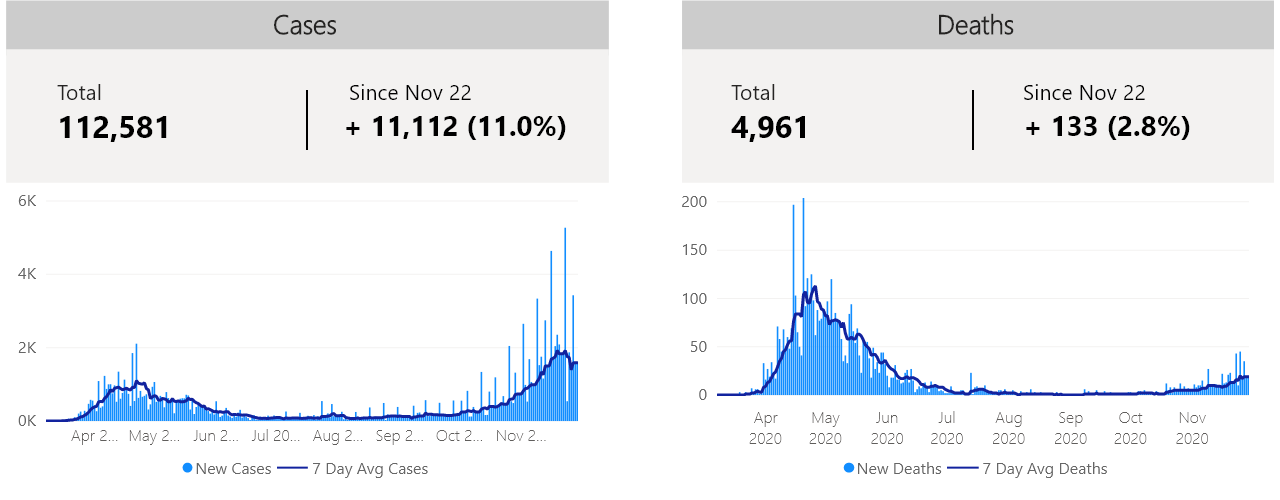 Cases
Total
Since Nov 22
112,581
+ 11,112 (11.0%)
6K
4K
2K
0K
Apr 2... May 2... Jun 2... Jul 20... Aug 2... Sep 2... Oct 2... Nov 2...
New Cases 7 Day Avg Cases
Deaths
Total
Since Nov 22
4,961
+ 133 (2.8%)
200
150
100
50
0
Apr May Jun Jul Aug Sep Oct Nov
2020 2020 2020 2020 2020 2020 2020 2020
New Deaths 7 Day Avg Deaths